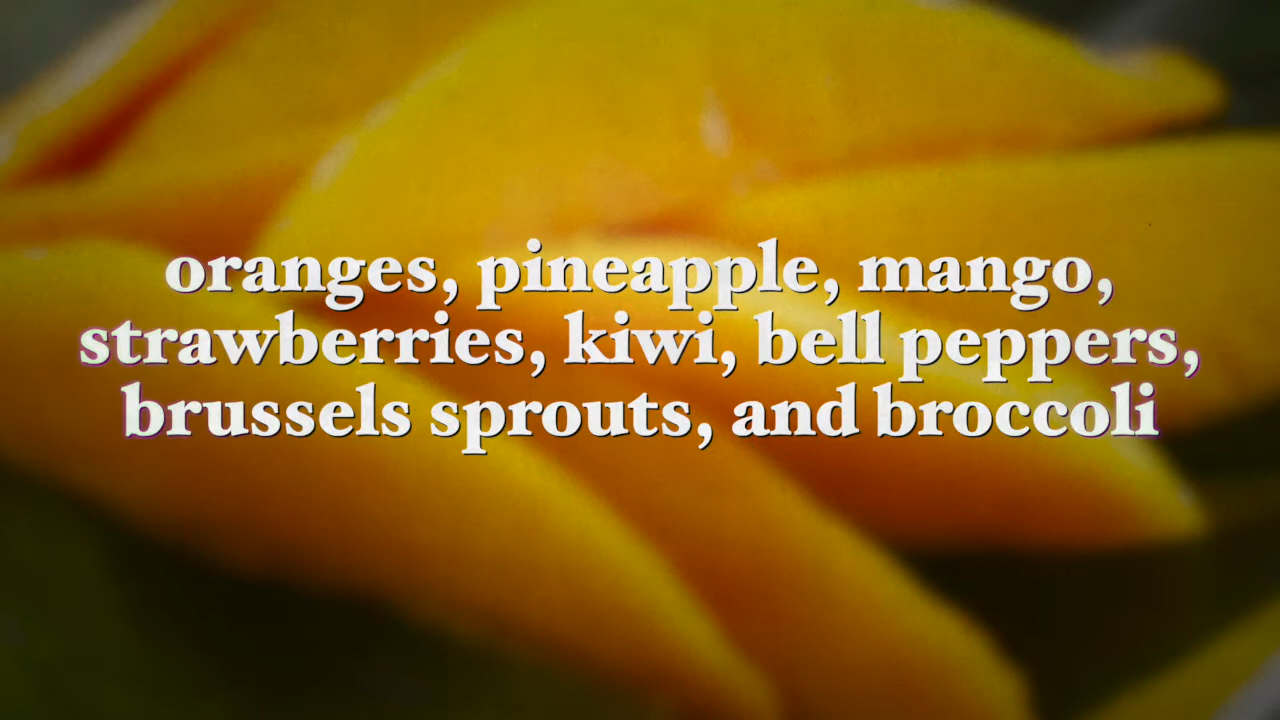 oranges, pineapple, mango,
strawberries, kiwi, bell peppers,
brussels sprouts, and broccoli